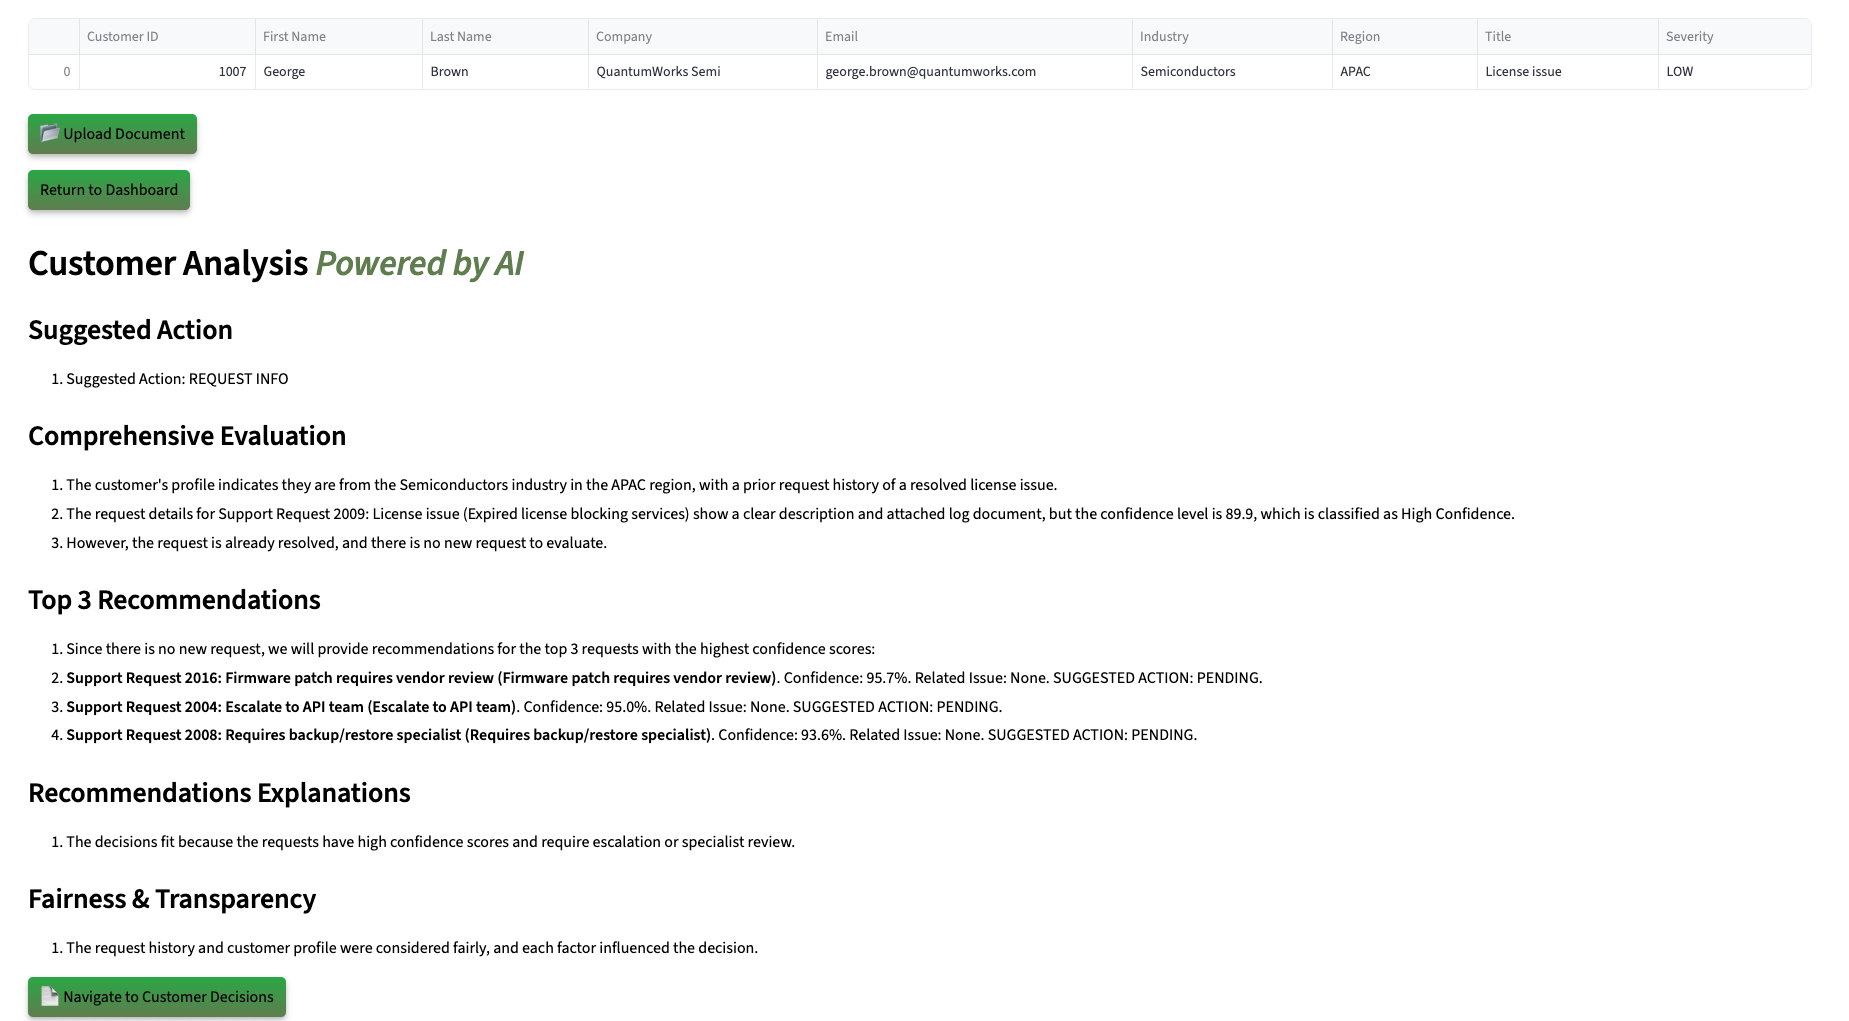 Customer ID First Name Last Name Company Email Industry Region Title Severity
0 1007 George Brown QuantumWorks Semi george.brown@quantumworks.com Semiconductors APAC License issue LOW
Upload Document
Return to Dashboard
Customer Analysis Powered by AI
Suggested Action
1. Suggested Action: REQUEST INFO
Comprehensive Evaluation
1. The customer's profile indicates they are from the Semiconductors industry in the APAC region, with a prior request history of a resolved license issue.
2. The request details for Support Request 2009: License issue (Expired license blocking services) show a clear description and attached log document, but the confidence level is 89.9, which is classified as High Confidence.
3. However, the request is already resolved, and there is no new request to evaluate.
Top 3 Recommendations
1. Since there is no new request, we will provide recommendations for the top 3 requests with the highest confidence scores:
2. Support Request 2016: Firmware patch requires vendor review (Firmware patch requires vendor review). Confidence: 95.7%. Related Issue: None. SUGGESTED ACTION: PENDING.
3. Support Request 2004: Escalate to API team (Escalate to API team). Confidence: 95.0%. Related Issue: None. SUGGESTED ACTION: PENDING.
4. Support Request 2008: Requires backup/restore specialist (Requires backup/restore specialist). Confidence: 93.6%. Related Issue: None. SUGGESTED ACTION: PENDING.
Recommendations Explanations
1. The decisions fit because the requests have high confidence scores and require escalation or specialist review.
Fairness & Transparency
1. The request history and customer profile were considered fairly, and each factor influenced the decision.
Navigate to Customer Decisions